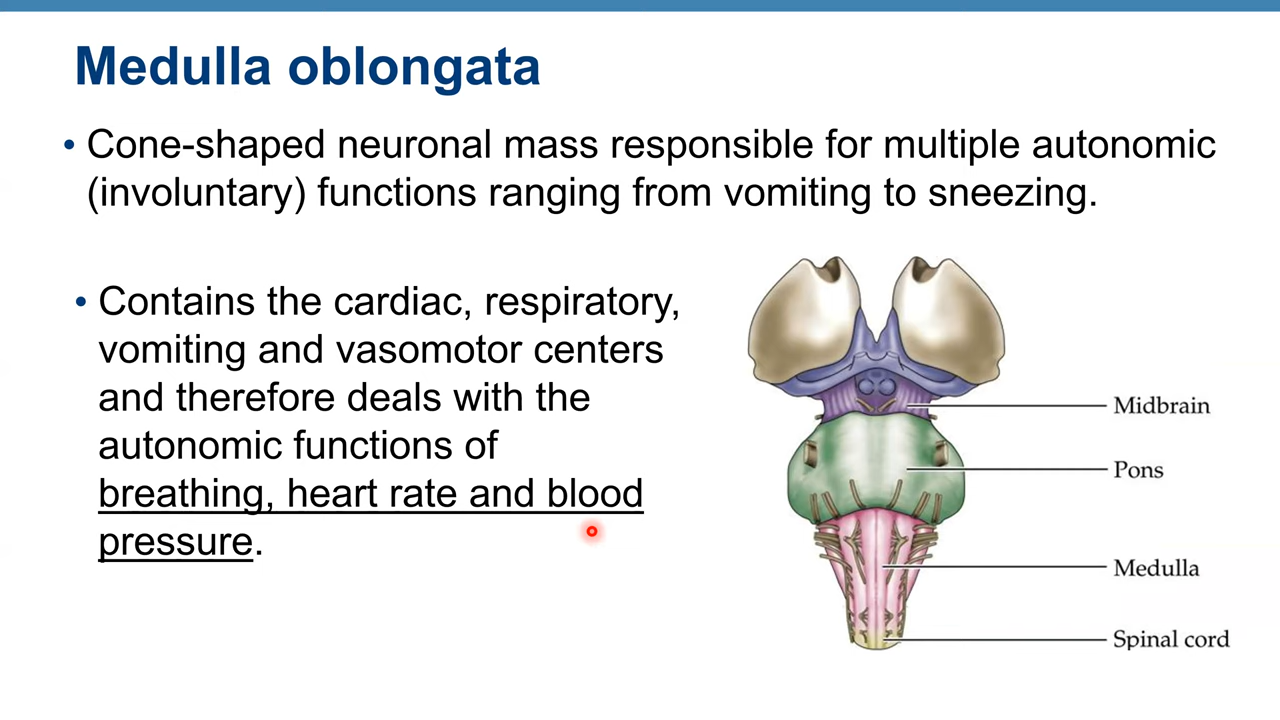 Medulla oblongata
• Cone-shaped neuronal mass responsible for multiple autonomic
(involuntary) functions ranging from vomiting to sneezing.
• Contains the cardiac, respiratory,
vomiting and vasomotor centers
and therefore deals with the
autonomic functions of
breathing, heart rate and blood
pressure.
Midbrain
Pons
Medulla
Spinal cord